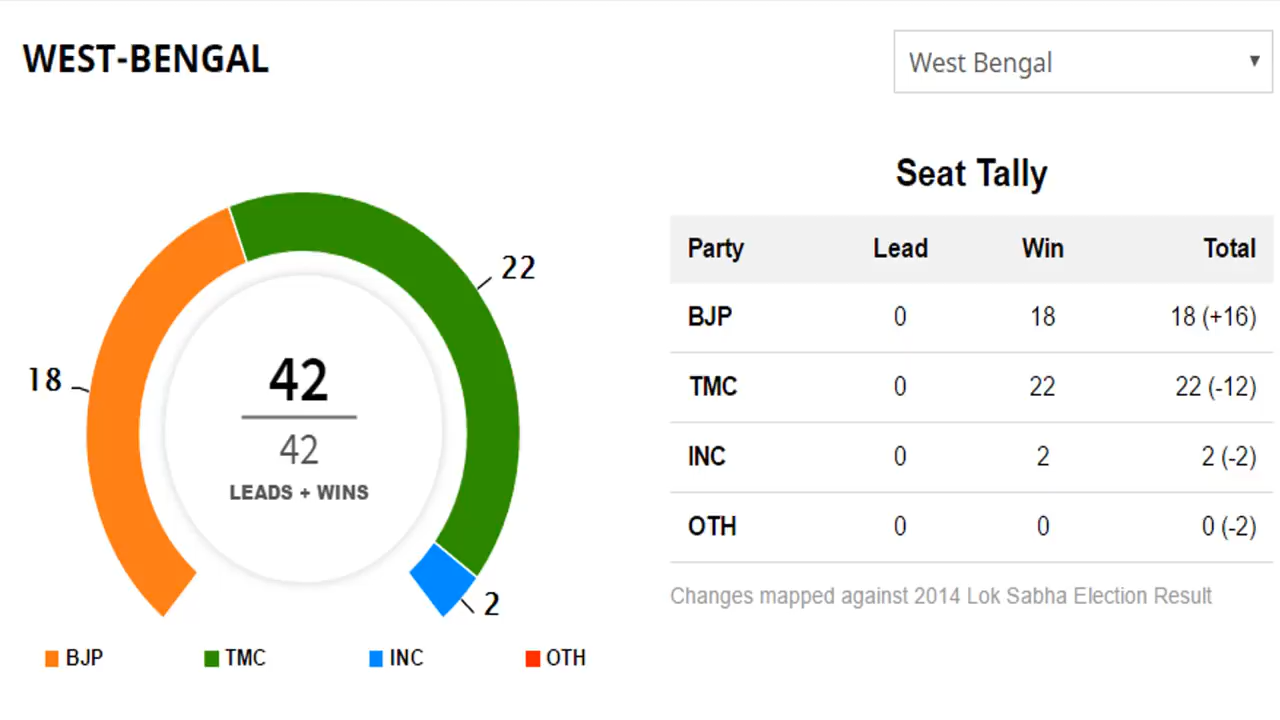 WEST-BENGAL
West Bengal
22
18
42
42
LEADS + WINS
2
BJP TMC INC OTH
Seat Tally
Party Lead Win Total
BJP 0 18 18 (+16)
TMC 0 22 22 (-12)
INC 0 2 2 (-2)
OTH 0 0 0 (-2)
Changes mapped against 2014 Lok Sabha Election Result